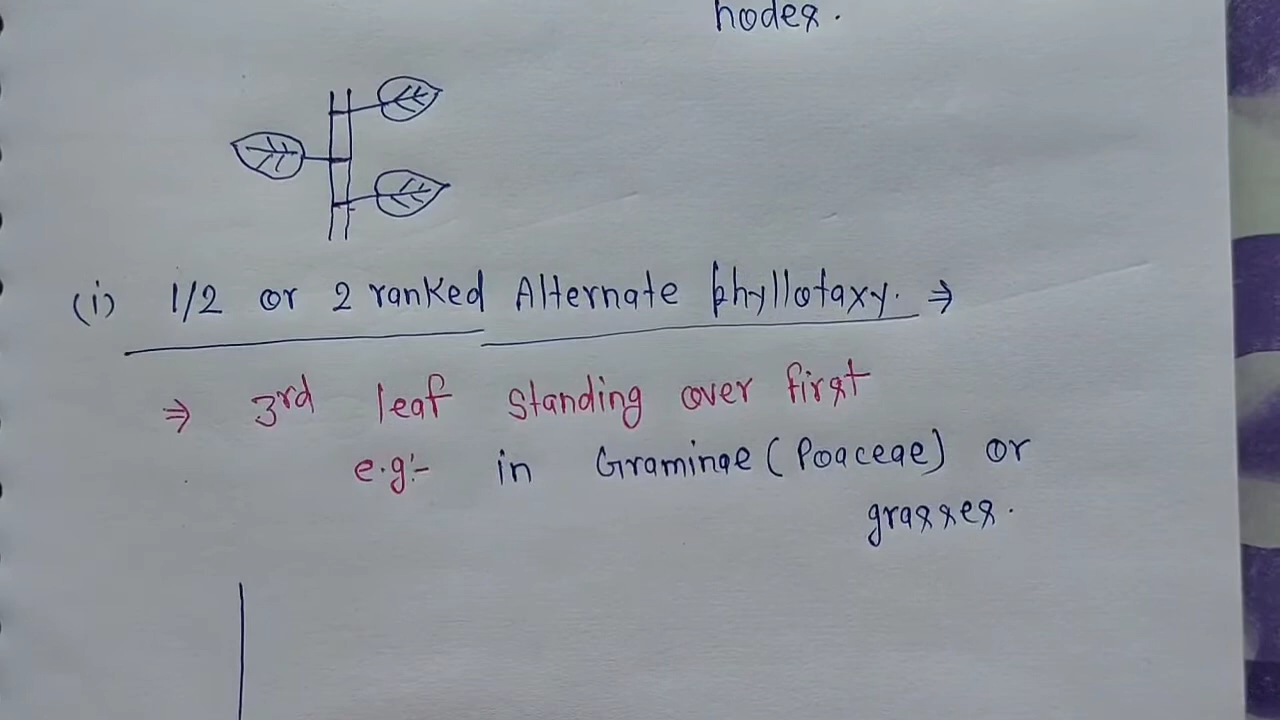 nodes.
(i) 1/2 or 2 ranked Alternate phyllotaxy. ⇒
⇒ 3rd leaf standing over first
e.g:- in Graminae (Poaceae) or
grasses.